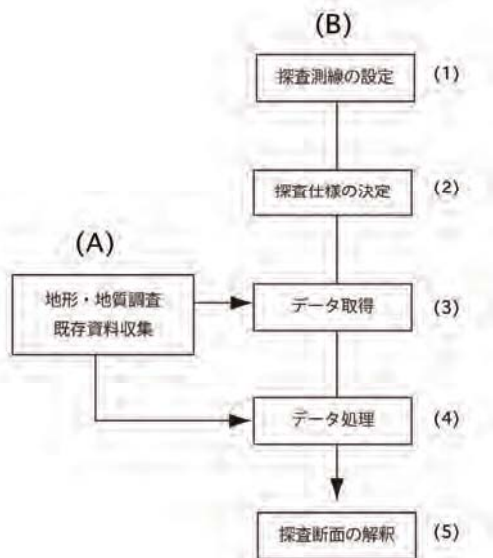 (B)
探査測線の設定 (1)
探査仕様の決定 (2)
(A)
地形・地質調査
既存資料収集
データ取得 (3)
データ処理 (4)
探査断面の解釈 (5)